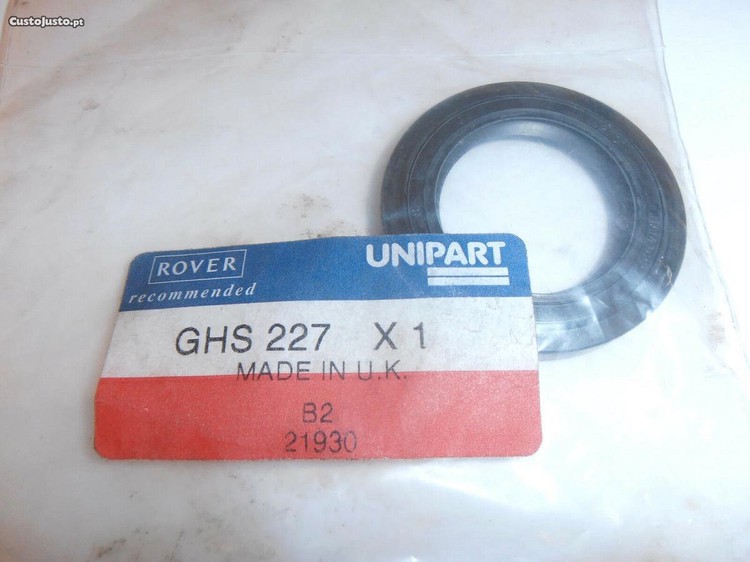 CustoJusto.pt
ROVER
recommended
UNIPART
GHS 227 X 1
MADE IN U.K.
B2
21930